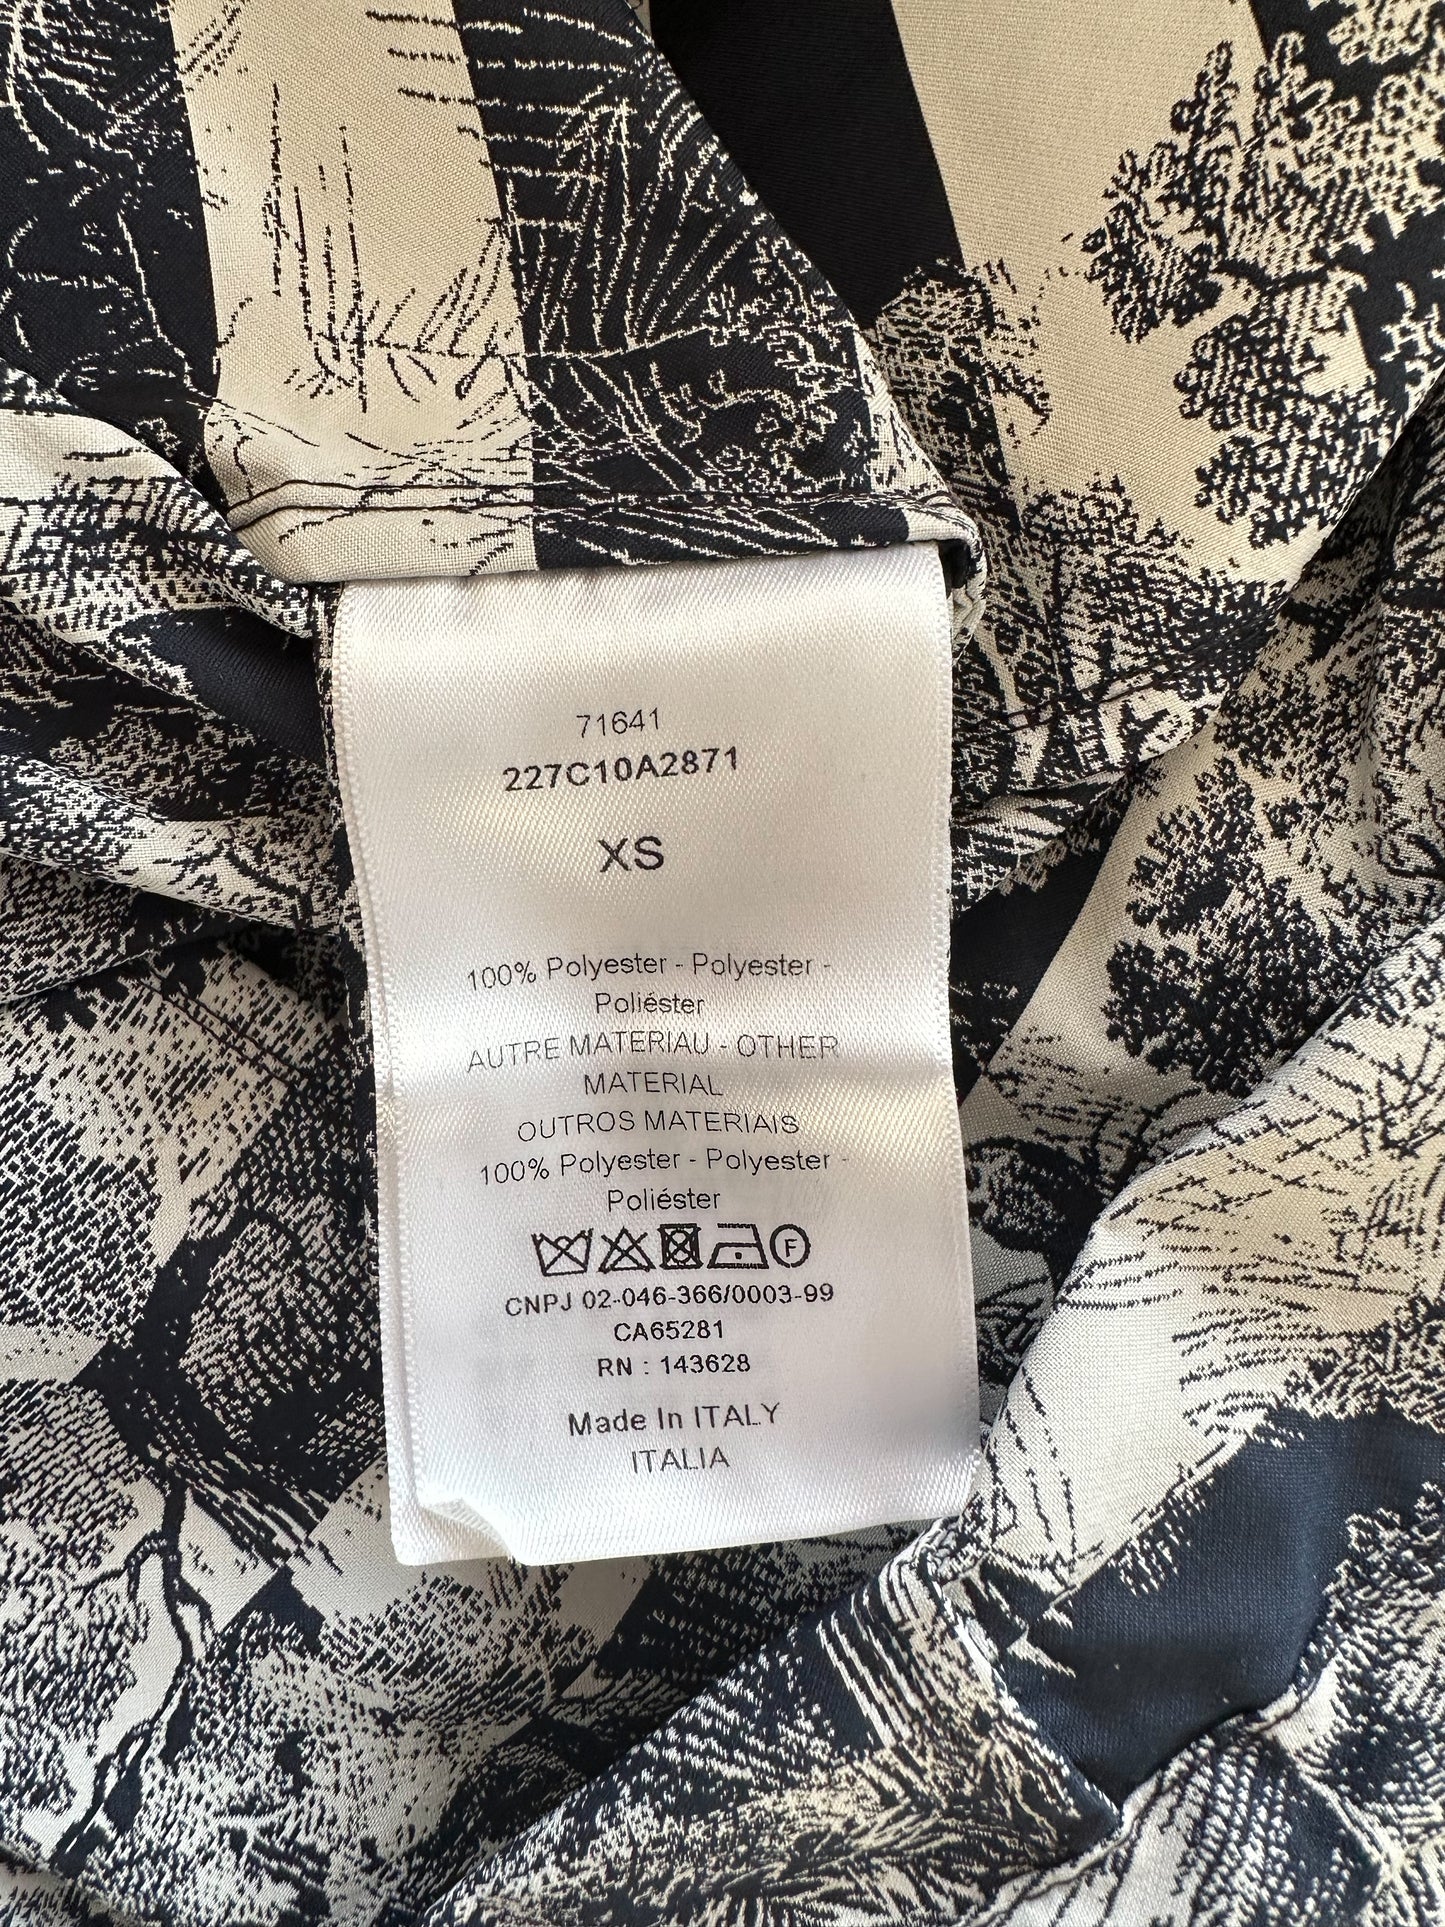 71641
227C10A2871
XS
100% Polyester - Polyester -
Poliéster
AUTRE MATERIAU - OTHER
MATERIAL
OUTROS MATERIAIS
100% Polyester - Polyester -
Poliéster
F
CNPJ 02-046-366/0003-99
CA65281
RN : 143628
Made In ITALY
ITALIA